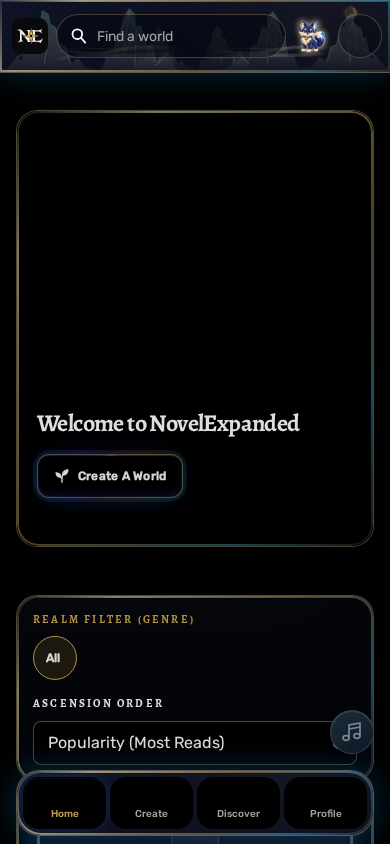 NE
Find a world
Welcome to NovelExpanded
Create A World
REALM FILTER (GENRE)
All
ASCENSION ORDER
Popularity (Most Reads)
Home
Create
Discover
Profile